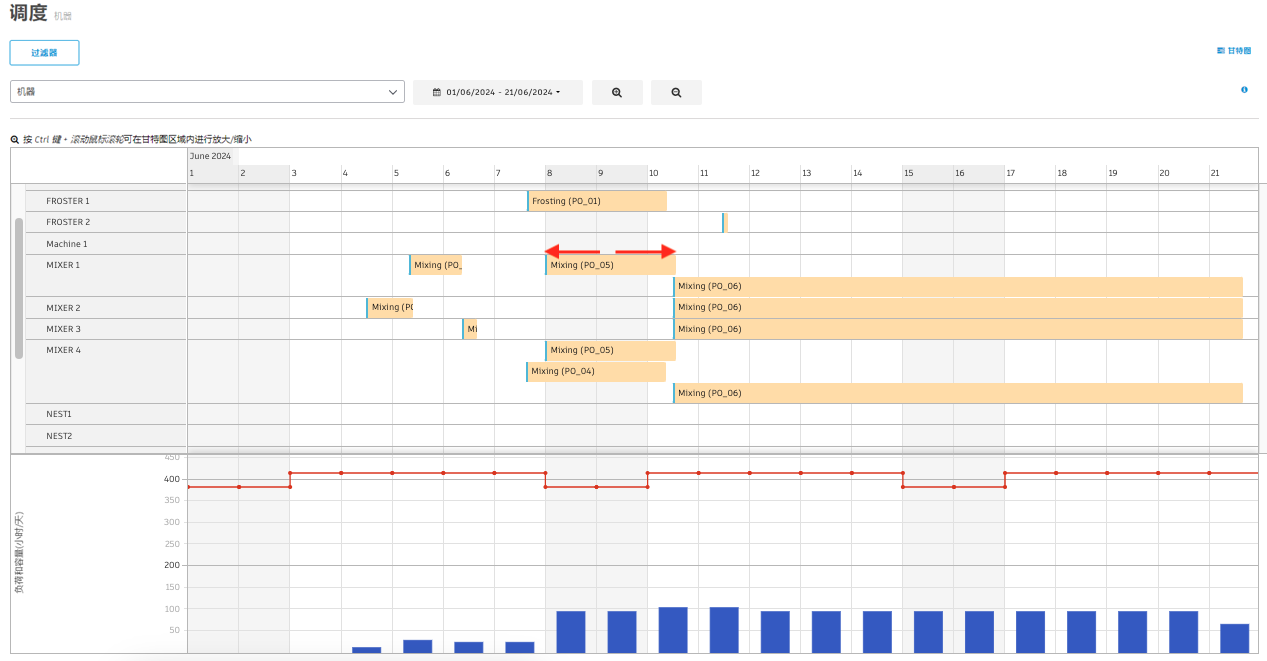 调度 机器
过滤器
甘特图
机器
01/06/2024 - 21/06/2024
按 Ctrl 键 + 滚动鼠标滚轮可在甘特图区域内进行放大/缩小
June 2024
1 2 3 4 5 6 7 8 9 10 11 12 13 14 15 16 17 18 19 20 21
FROSTER 1 Frosting (PO_01)
FROSTER 2
Machine 1
MIXER 1 Mixing (PO_ Mixing (PO_05)
Mixing (PO_06)
MIXER 2 Mixing (PO Mixing (PO_06)
MIXER 3 Mi Mixing (PO_06)
MIXER 4 Mixing (PO_05)
Mixing (PO_04)
Mixing (PO_06)
NEST1
NEST2
450
400
350
300
250
200
150
100
50
负荷和容量(小时/天)